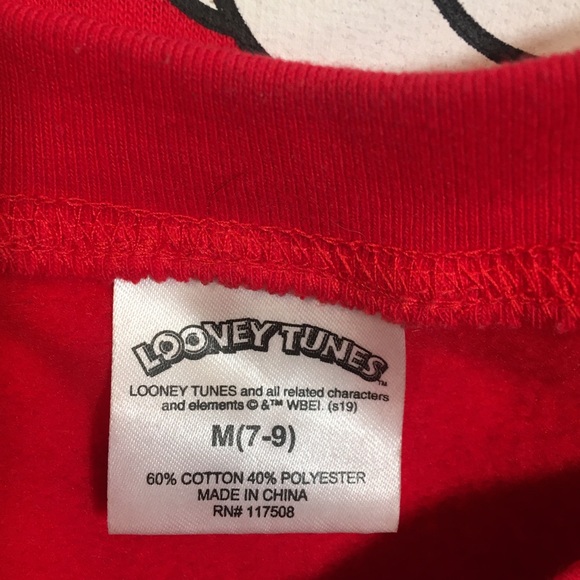 LOONEY TUNES™
LOONEY TUNES and all related characters
and elements © &™ WBEI. (s19)
M(7-9)
60% COTTON 40% POLYESTER
MADE IN CHINA
RN# 117508